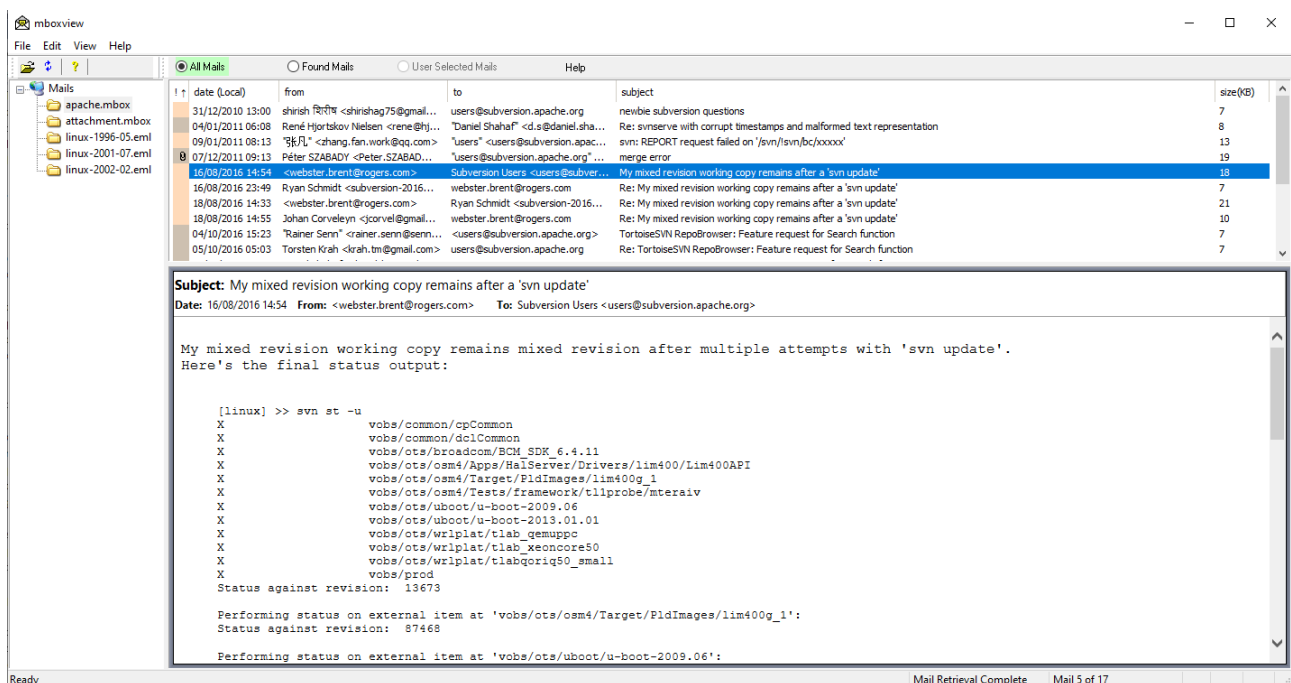 mboxview
File Edit View Help
All Mails Found Mails User Selected Mails Help
Mails
apache.mbox
attachment.mbox
linux-1996-05.eml
linux-2001-07.eml
linux-2002-02.eml
! date (Local) from to subject size(KB)
31/12/2010 13:00 shirish शिरीष <shirishag75@gmail... users@subversion.apache.org newbie subversion questions 7
04/01/2011 06:08 René Hjortskov Nielsen <rene@hj... "Daniel Shahaf" <d.s@daniel.sha... Re: svnserve with corrupt timestamps and malformed text representation 8
09/01/2011 08:13 "张凡" <zhang.fan.work@qq.com> "users" <users@subversion.apac... svn: REPORT request failed on '/svn/!svn/bc/xxxxx' 13
07/12/2011 09:13 Péter SZABADY <Peter.SZABAD... "users@subversion.apache.org" ... merge error 19
16/08/2016 14:54 <webster.brent@rogers.com> Subversion Users <users@subver... My mixed revision working copy remains after a 'svn update' 18
16/08/2016 23:49 Ryan Schmidt <subversion-2016... webster.brent@rogers.com Re: My mixed revision working copy remains after a 'svn update' 7
18/08/2016 14:33 <webster.brent@rogers.com> Ryan Schmidt <subversion-2016... Re: My mixed revision working copy remains after a 'svn update' 21
18/08/2016 14:55 Johan Corveleyn <jcorvel@gmail... webster.brent@rogers.com Re: My mixed revision working copy remains after a 'svn update' 10
04/10/2016 15:23 "Rainer Senn" <rainer.senn@senn... <users@subversion.apache.org> TortoiseSVN RepoBrowser: Feature request for Search function 7
05/10/2016 05:03 Torsten Krah <krah.tm@gmail.com> users@subversion.apache.org Re: TortoiseSVN RepoBrowser: Feature request for Search function 7
Subject: My mixed revision working copy remains after a 'svn update'
Date: 16/08/2016 14:54 From: <webster.brent@rogers.com> To: Subversion Users <users@subversion.apache.org>
My mixed revision working copy remains mixed revision after multiple attempts with 'svn update'.
Here's the final status output:
[linux] >> svn st -u
X vobs/common/cpCommon
X vobs/common/dclCommon
X vobs/ots/broadcom/BCM_SDK_6.4.11
X vobs/ots/osm4/Apps/HalServer/Drivers/lim400/Lim400API
X vobs/ots/osm4/Target/PldImages/lim400g_1
X vobs/ots/osm4/Tests/framework/tl1probe/mteraiv
X vobs/ots/uboot/u-boot-2009.06
X vobs/ots/uboot/u-boot-2013.01.01
X vobs/ots/wrlplat/tlab_qemuppc
X vobs/ots/wrlplat/tlab_xeoncore50
X vobs/ots/wrlplat/tlabqoriq50_small
X vobs/prod
Status against revision: 13673
Performing status on external item at 'vobs/ots/osm4/Target/PldImages/lim400g_1':
Status against revision: 87468
Performing status on external item at 'vobs/ots/uboot/u-boot-2009.06':
Ready Mail Retrieval Complete Mail 5 of 17